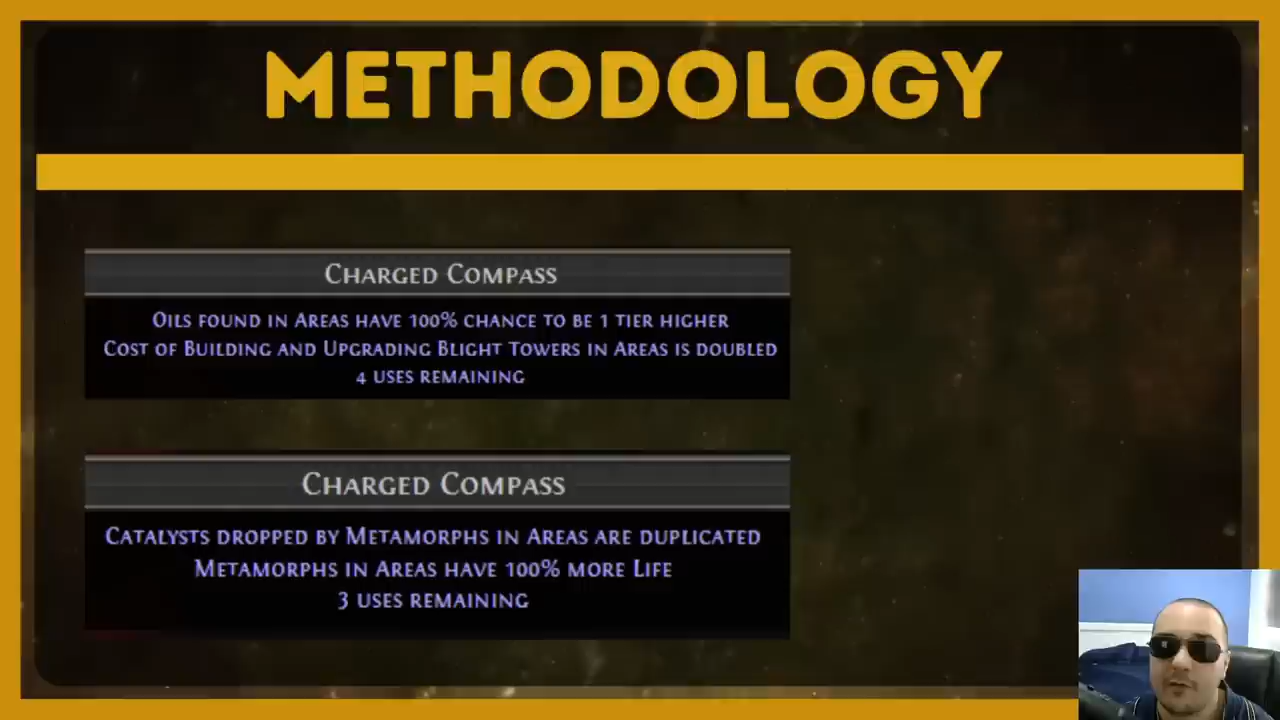 METHODOLOGY
Charged Compass
Oils found in Areas have 100% chance to be 1 tier higher
Cost of Building and Upgrading Blight Towers in Areas is doubled
4 uses remaining
Charged Compass
Catalysts dropped by Metamorphs in Areas are duplicated
Metamorphs in Areas have 100% more Life
3 uses remaining